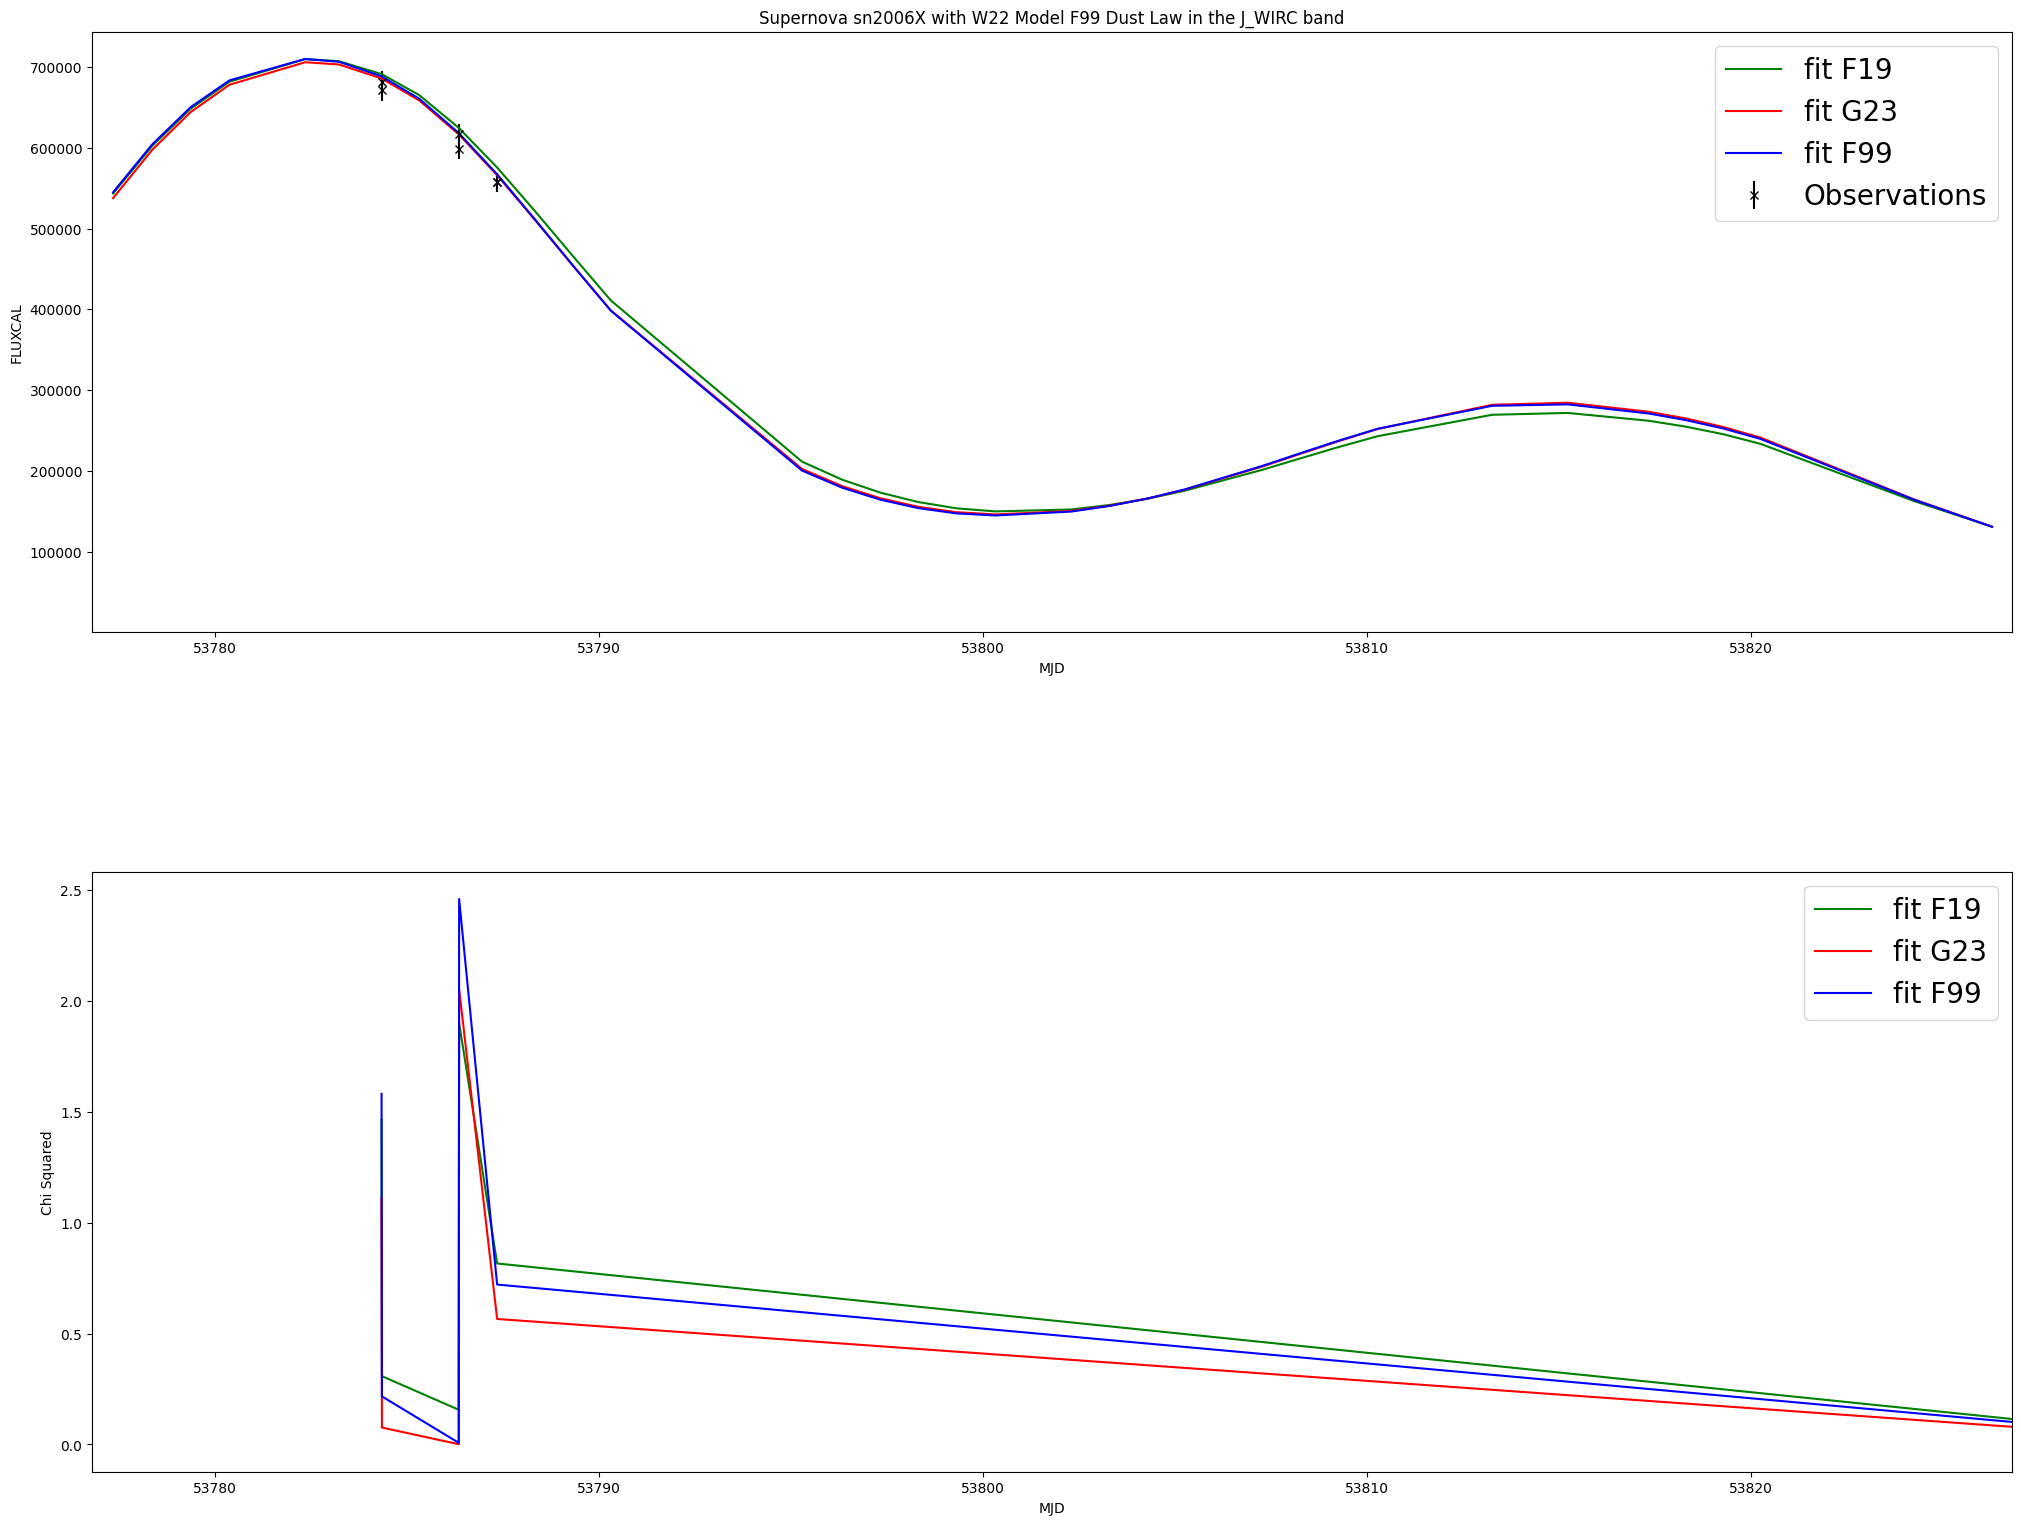 Supernova sn2006X with W22 Model F99 Dust Law in the J_WIRC band
700000
600000
500000
400000
300000
200000
100000
FLUXCAL
fit F19
fit G23
fit F99
Observations
53780
53790
53800
53810
53820
MJD
2.5
2.0
1.5
1.0
0.5
0.0
Chi Squared
fit F19
fit G23
fit F99
53780
53790
53800
53810
53820
MJD